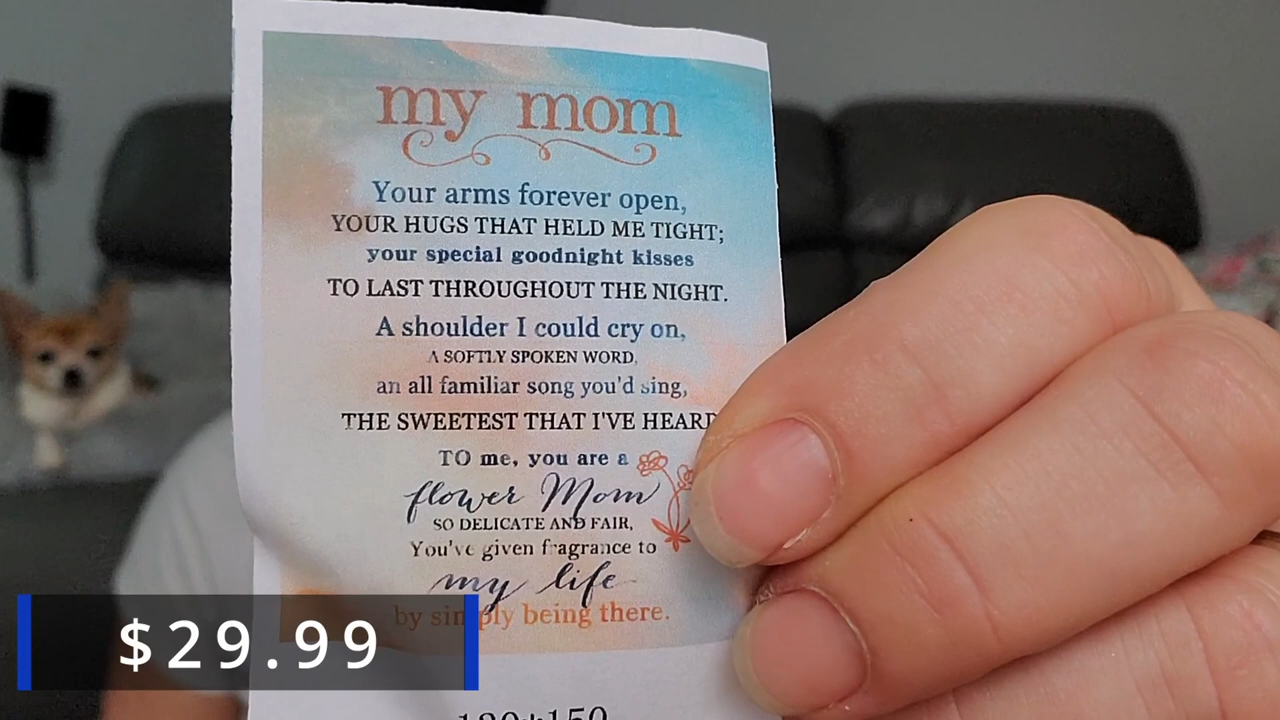 my mom
Your arms forever open,
YOUR HUGS THAT HELD ME TIGHT;
your special goodnight kisses
TO LAST THROUGHOUT THE NIGHT.
A shoulder I could cry on,
A SOFTLY SPOKEN WORD,
an all familiar song you'd sing,
THE SWEETEST THAT I'VE HEARD
TO me, you are a
flower Mom
SO DELICATE AND FAIR,
You've given fragrance to
my life
by simply being there.
$29.99